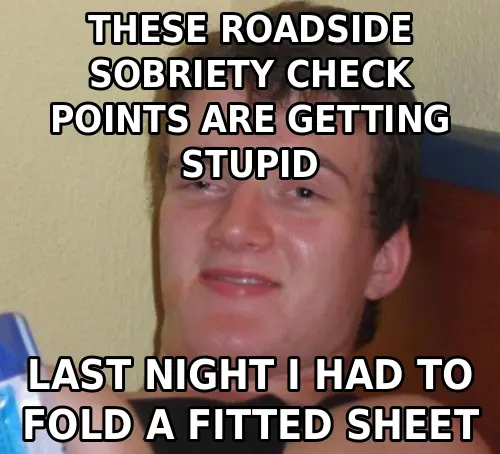 THESE ROADSIDE
SOBRIETY CHECK
POINTS ARE GETTING
STUPID
LAST NIGHT I HAD TO
FOLD A FITTED SHEET